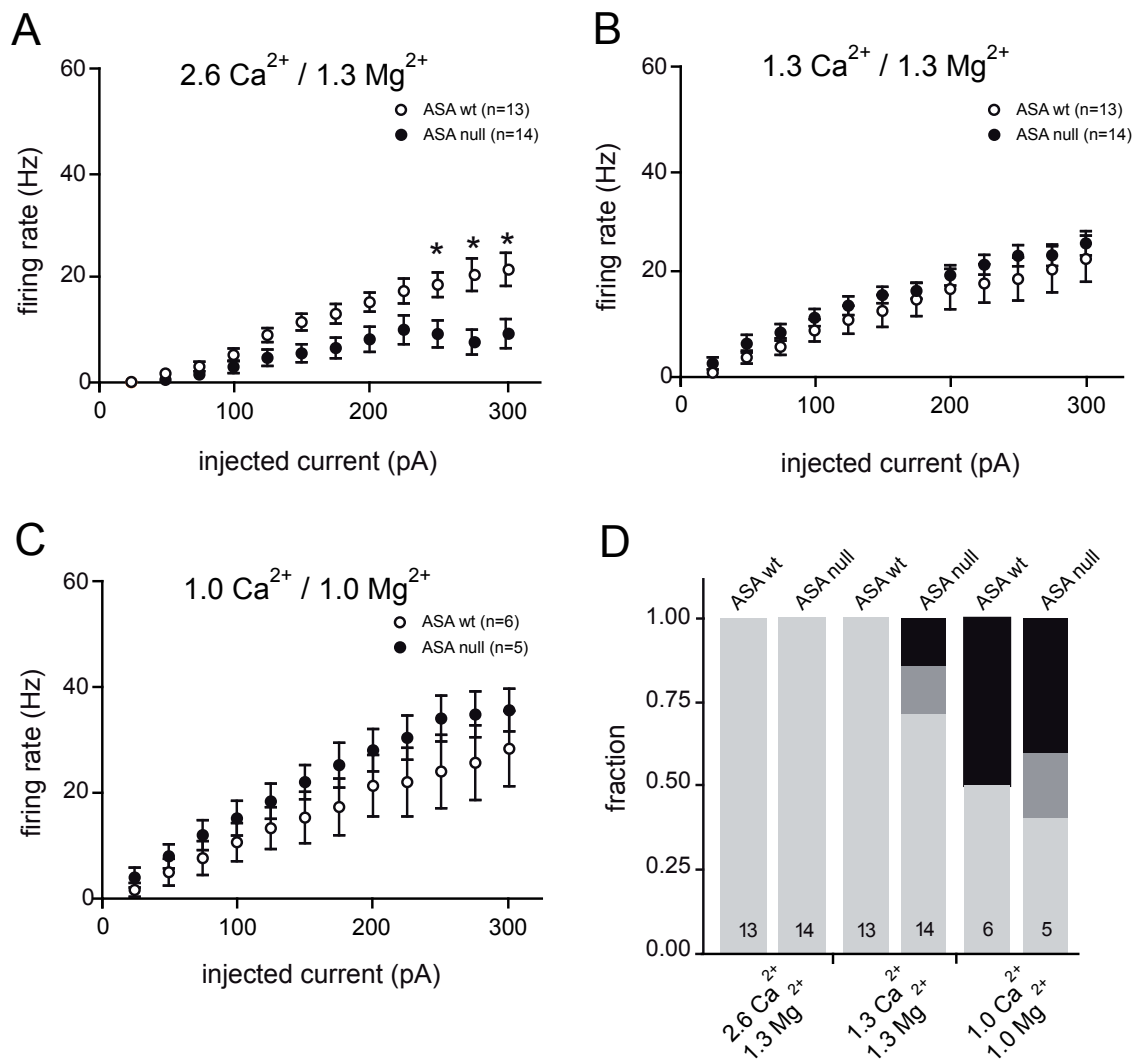 A
2.6 Ca2+ / 1.3 Mg2+
ASA wt (n=13)
ASA null (n=14)
* * *
firing rate (Hz)
60
40
20
0
0 100 200 300
injected current (pA)
B
1.3 Ca2+ / 1.3 Mg2+
ASA wt (n=13)
ASA null (n=14)
firing rate (Hz)
60
40
20
0
0 100 200 300
injected current (pA)
C
1.0 Ca2+ / 1.0 Mg2+
ASA wt (n=6)
ASA null (n=5)
firing rate (Hz)
60
40
20
0
0 100 200 300
injected current (pA)
D
ASA wt
ASA null
ASA wt
ASA null
ASA wt
ASA null
fraction
1.00
0.75
0.50
0.25
0.00
13 14 13 14 6 5
2.6 Ca2+
1.3 Mg2+
1.3 Ca2+
1.3 Mg2+
1.0 Ca2+
1.0 Mg2+